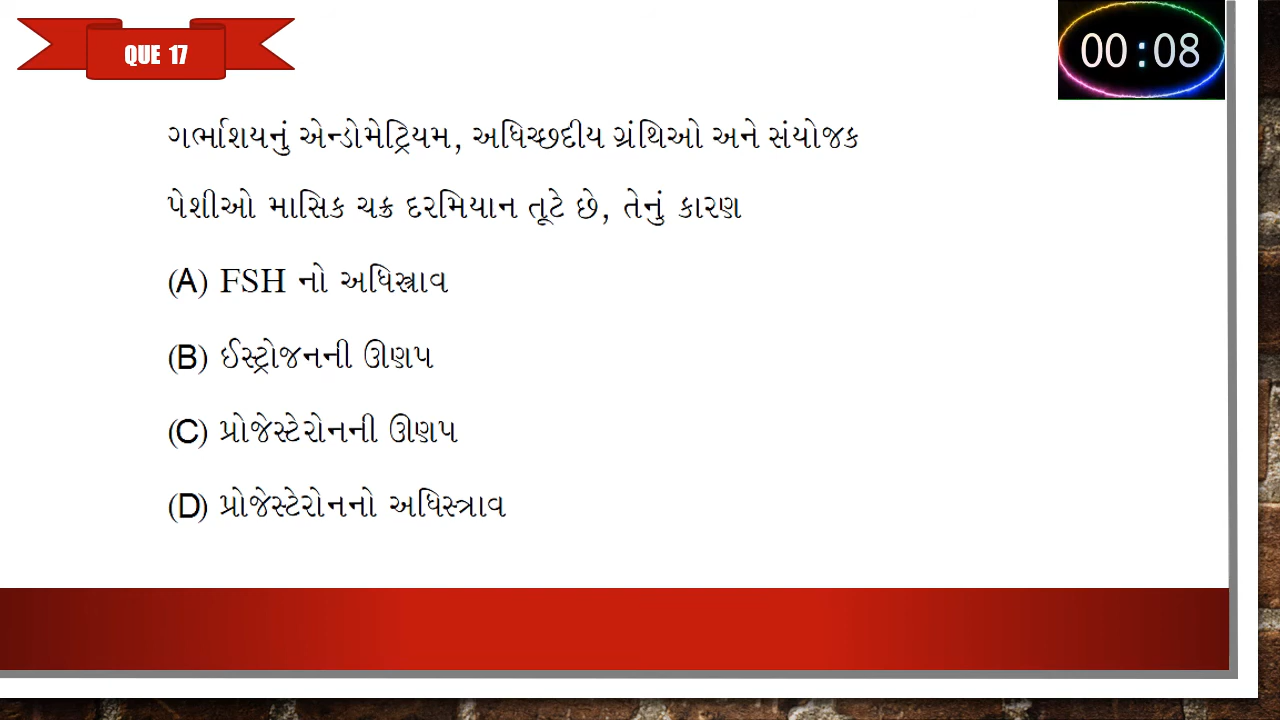 QUE 17
00:08
ગર્ભાશયનું એન્ડોમેટ્રિયમ, અધિચ્છદીય ગ્રંથિઓ અને સંયોજક
પેશીઓ માસિક ચક્ર દરમિયાન તૂટે છે, તેનું કારણ
(A) FSH નો અધિસ્ત્રાવ
(B) ઈસ્ટ્રોજનની ઊણપ
(C) પ્રોજેસ્ટેરોનની ઊણપ
(D) પ્રોજેસ્ટેરોનનો અધિસ્ત્રાવ